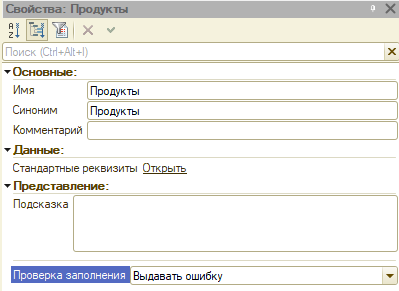 Свойства: Продукты
Поиск (Ctrl+Alt+I)
Основные:
Имя Продукты
Синоним Продукты
Комментарий
Данные:
Стандартные реквизиты Открыть
Представление:
Подсказка
Проверка заполнения Выдавать ошибку